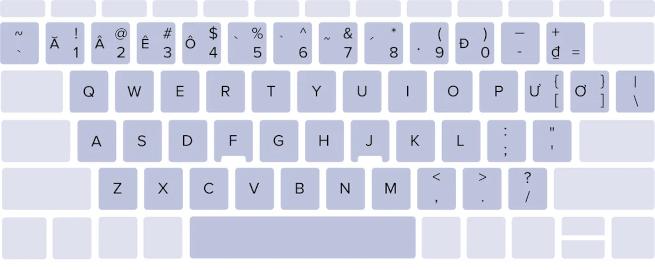 ~ ` Ă ! 1 Â @ 2 Ê # 3 Ô $ 4 ` % 5 ̉ ^ 6 ~ & 7 ´ * 8 . ( 9 Đ ) 0 – - + ₫ =
Q W E R T Y U I O P Ư { [ Ơ } ] | \
A S D F G H J K L : ; " '
Z X C V B N M < , > . ? /